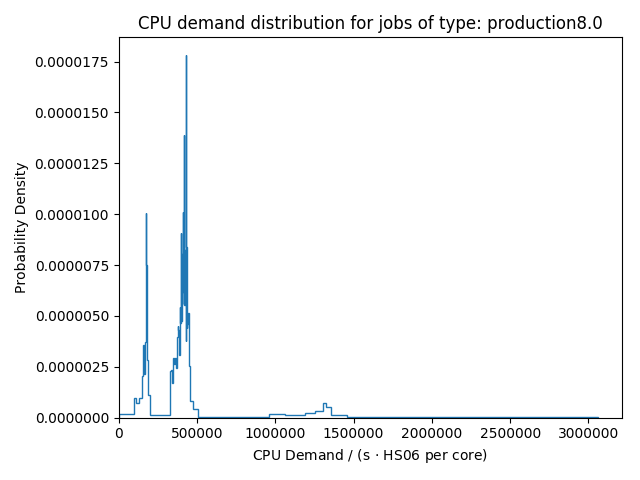 CPU demand distribution for jobs of type: production8.0
0.0000175
0.0000150
0.0000125
0.0000100
0.0000075
0.0000050
0.0000025
0.0000000
Probability Density
0 500000 1000000 1500000 2000000 2500000 3000000
CPU Demand / (s · HS06 per core)